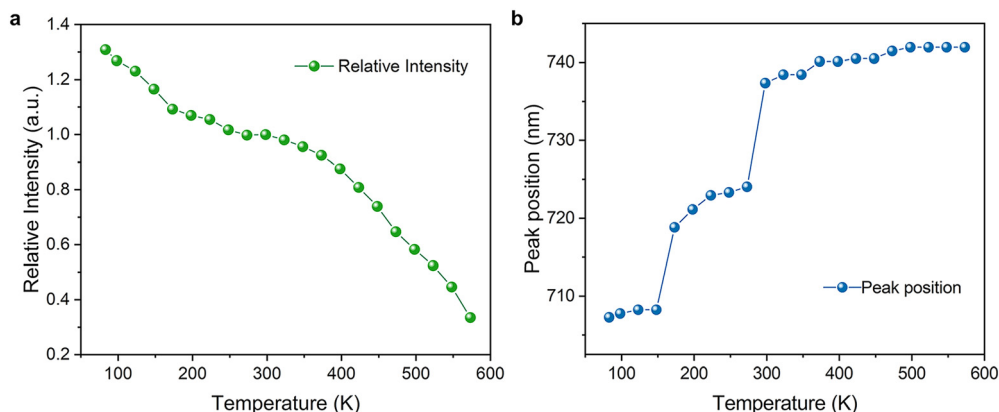 a
1.4
1.2
1.0
0.8
0.6
0.4
0.2
Relative Intensity (a.u.)
Relative Intensity
100 200 300 400 500 600
Temperature (K)
b
740
730
720
710
Peak position (nm)
Peak position
100 200 300 400 500 600
Temperature (K)